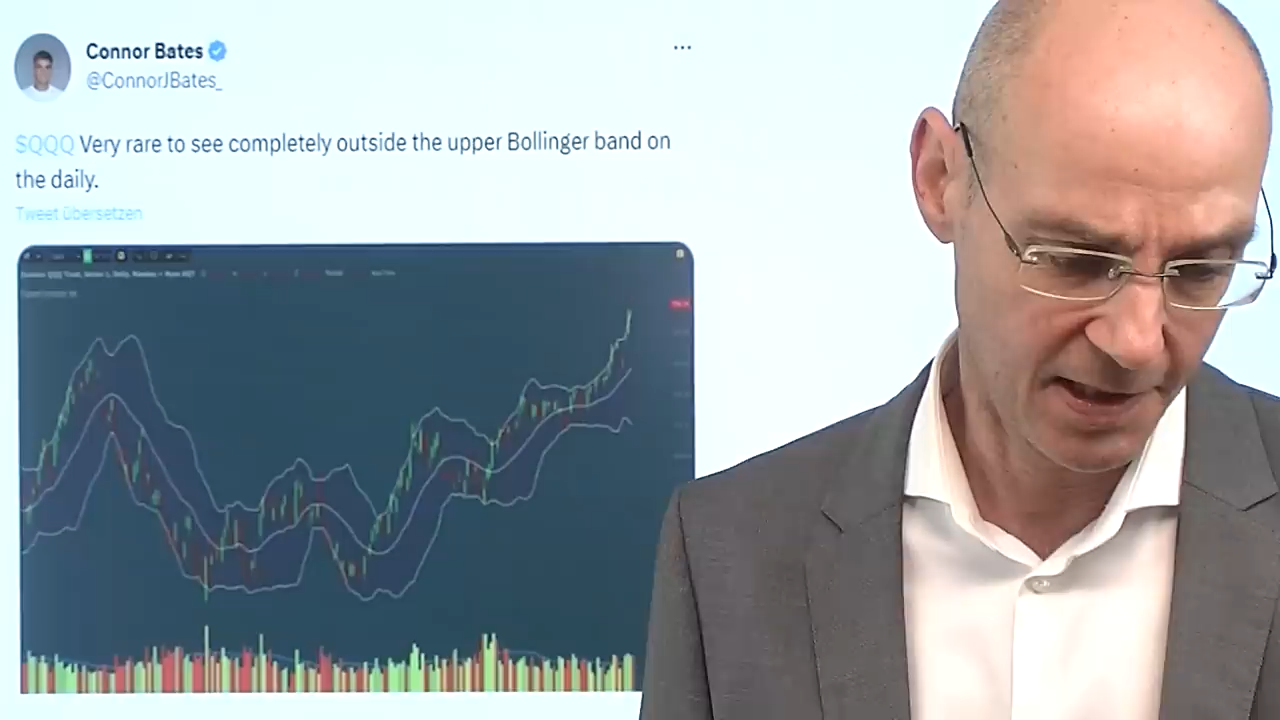 Connor Bates
@ConnorJBates_
$QQQ Very rare to see completely outside the upper Bollinger band on
the daily.
Tweet übersetzen